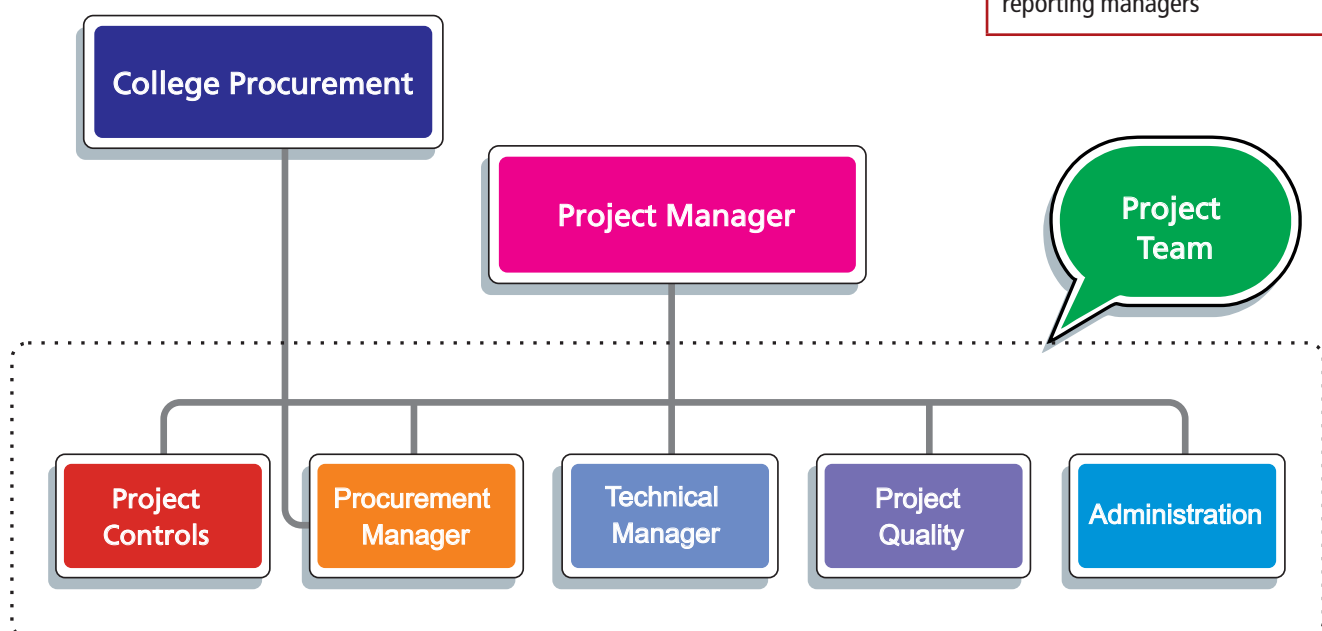 reporting managers
College Procurement
Project Manager
Project
Team
Project
Controls
Procurement
Manager
Technical
Manager
Project
Quality
Administration